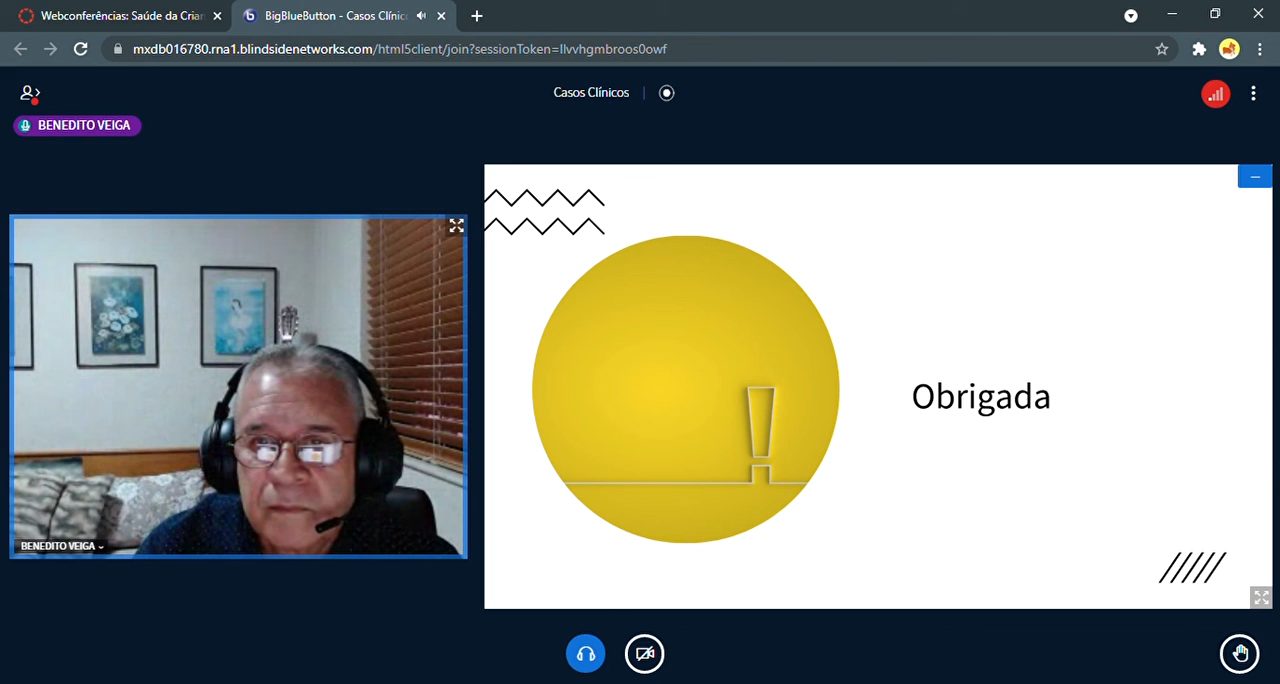 Webconferências: Saúde da Crian
BigBlueButton - Casos Clínic
mxdb016780.rna1.blindsidenetworks.com/html5client/join?sessionToken=llvvhgmbroos0owf
Casos Clínicos
BENEDITO VEIGA
!
Obrigada
BENEDITO VEIGA